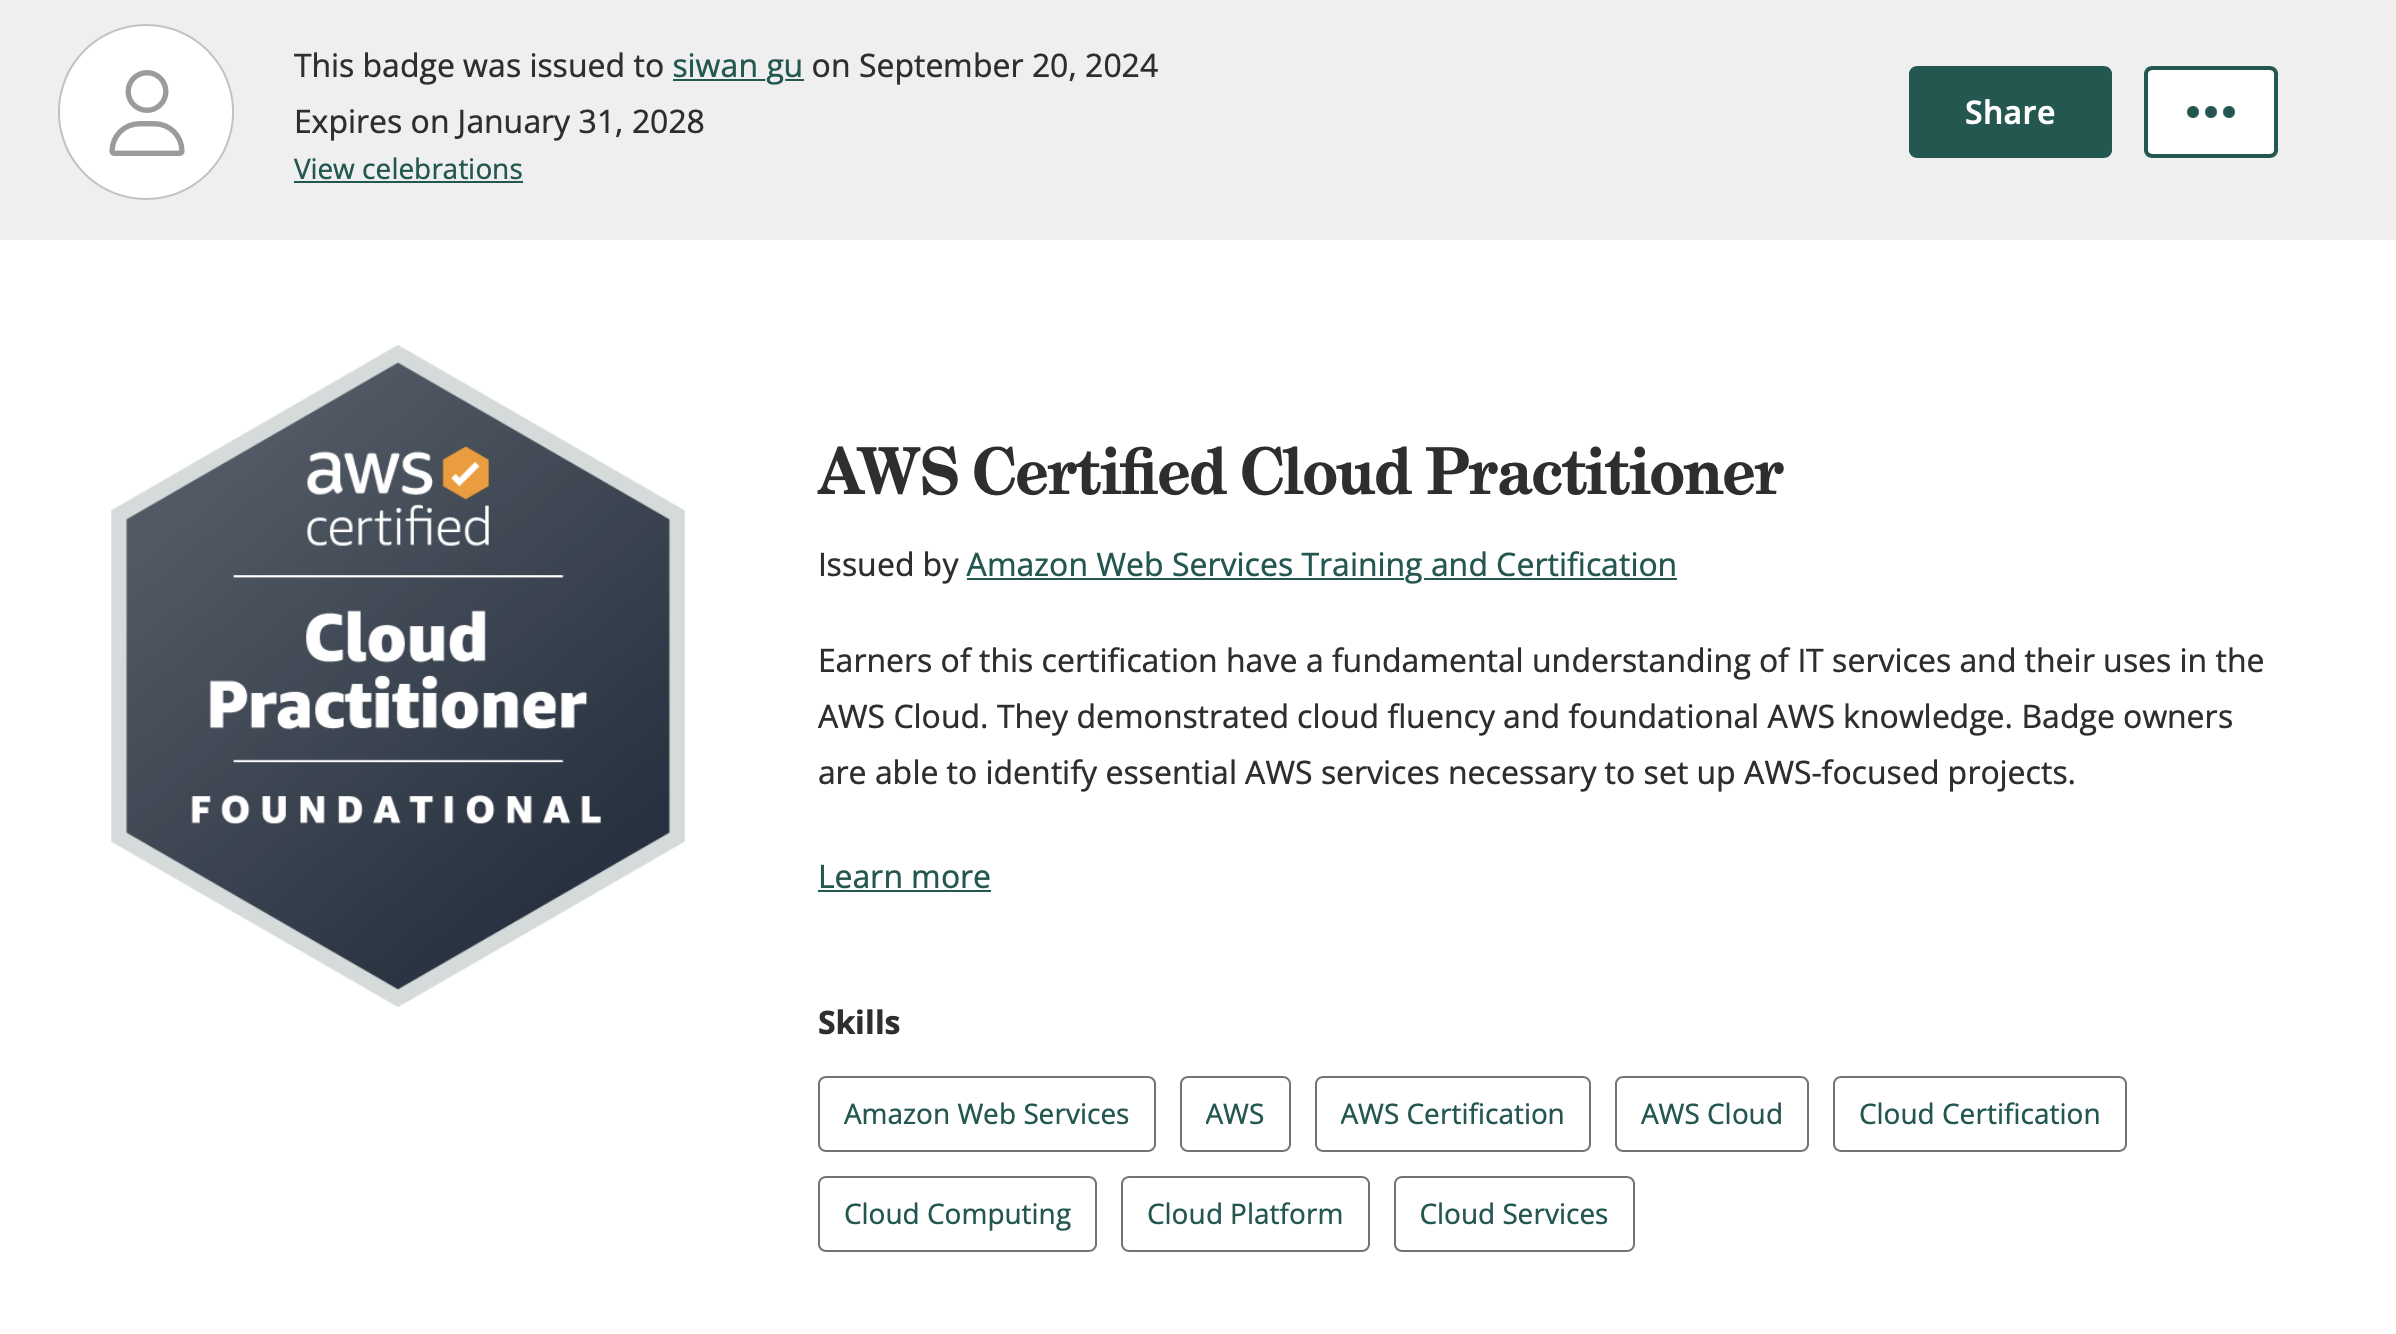 This badge was issued to siwan gu on September 20, 2024
Expires on January 31, 2028
View celebrations
Share
aws
certified
Cloud
Practitioner
FOUNDATIONAL
AWS Certified Cloud Practitioner
Issued by Amazon Web Services Training and Certification
Earners of this certification have a fundamental understanding of IT services and their uses in the
AWS Cloud. They demonstrated cloud fluency and foundational AWS knowledge. Badge owners
are able to identify essential AWS services necessary to set up AWS-focused projects.
Learn more
Skills
Amazon Web Services
AWS
AWS Certification
AWS Cloud
Cloud Certification
Cloud Computing
Cloud Platform
Cloud Services